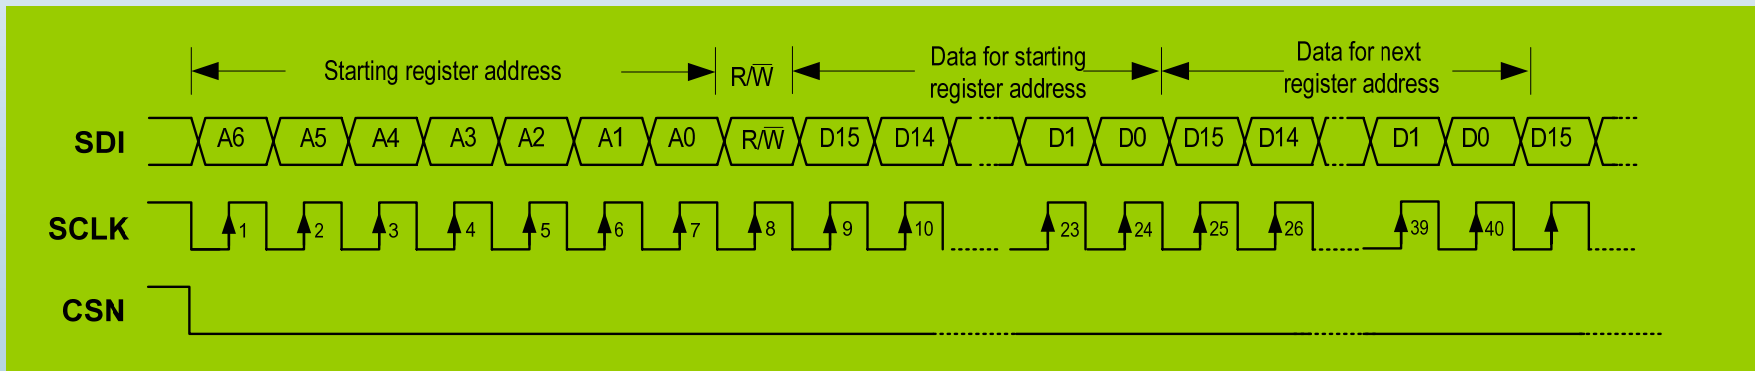 Starting register address
R/W̅
Data for starting
register address
Data for next
register address
SDI
A6 A5 A4 A3 A2 A1 A0 R/W̅ D15 D14 D1 D0 D15 D14 D1 D0 D15
SCLK
1 2 3 4 5 6 7 8 9 10 23 24 25 26 39 40
CSN